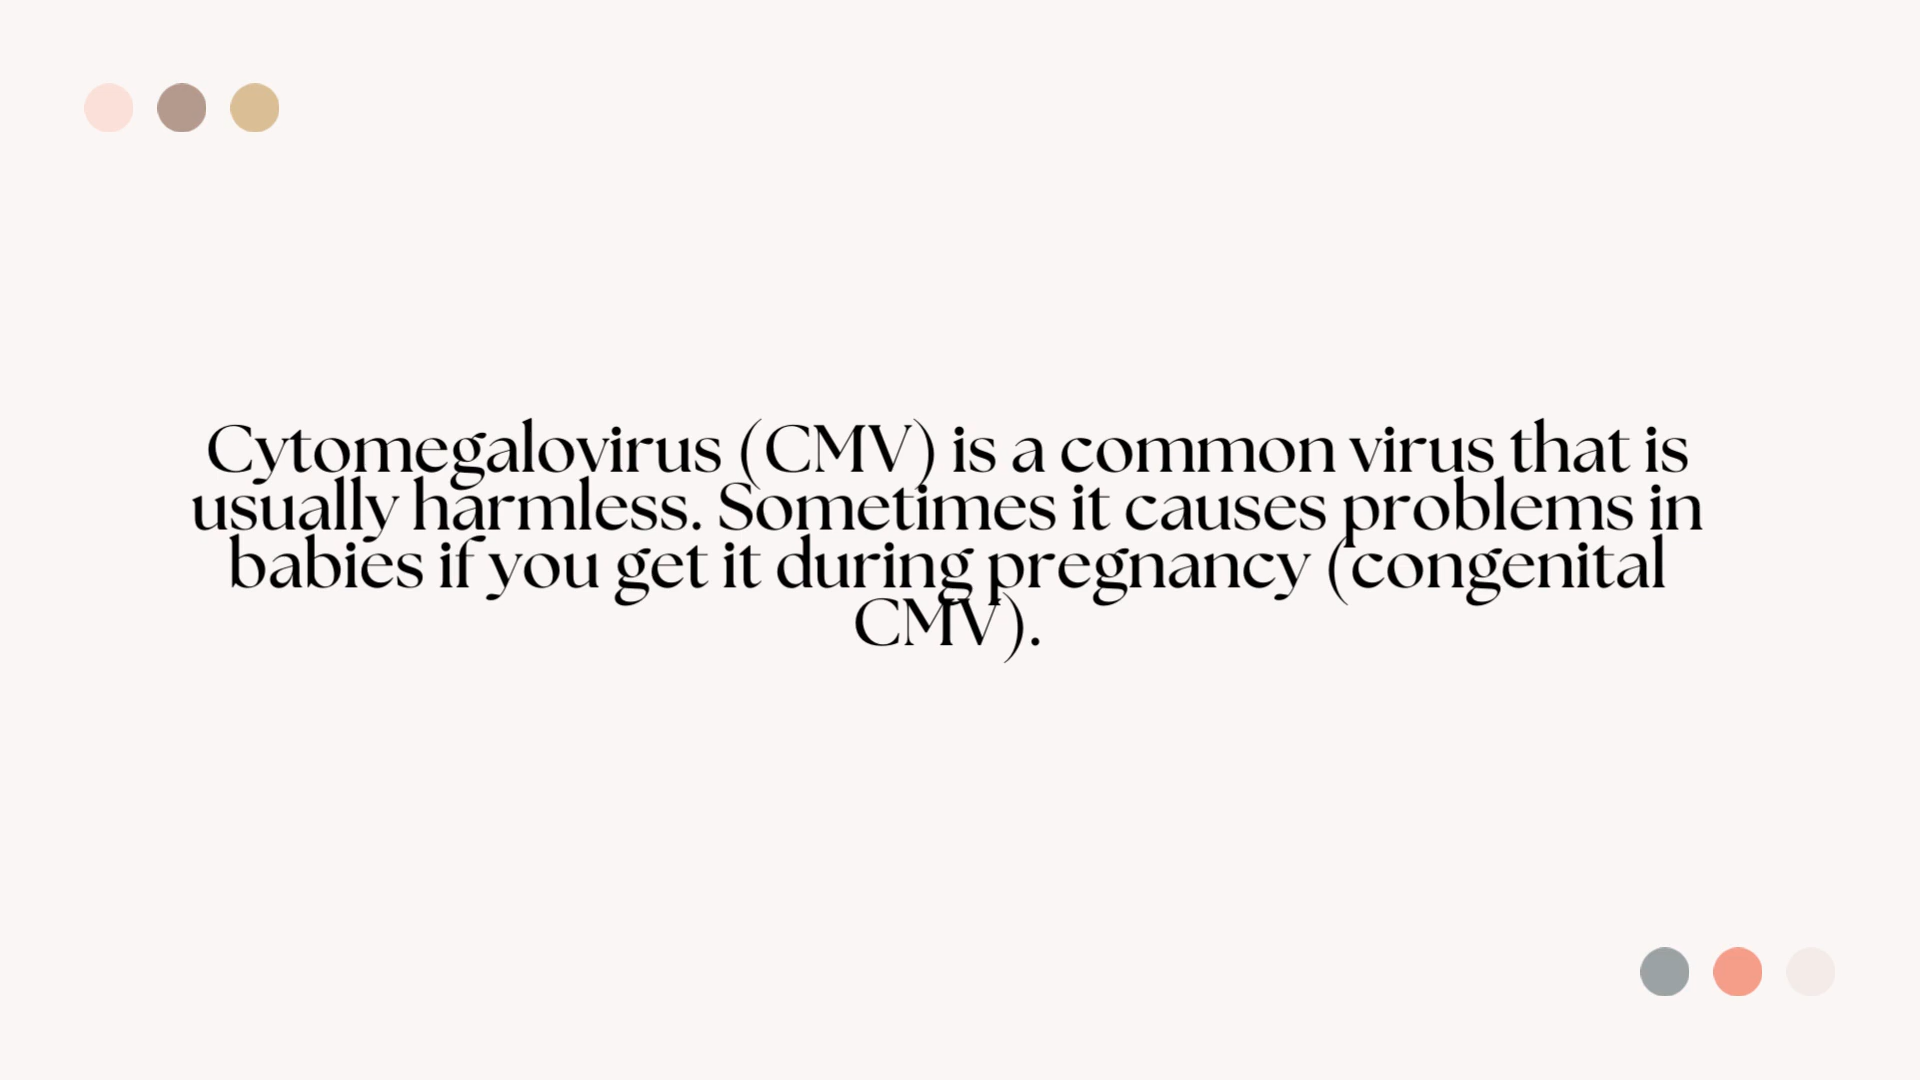 Cytomegalovirus (CMV) is a common virus that is
usually harmless. Sometimes it causes problems in
babies if you get it during pregnancy (congenital
CMV).